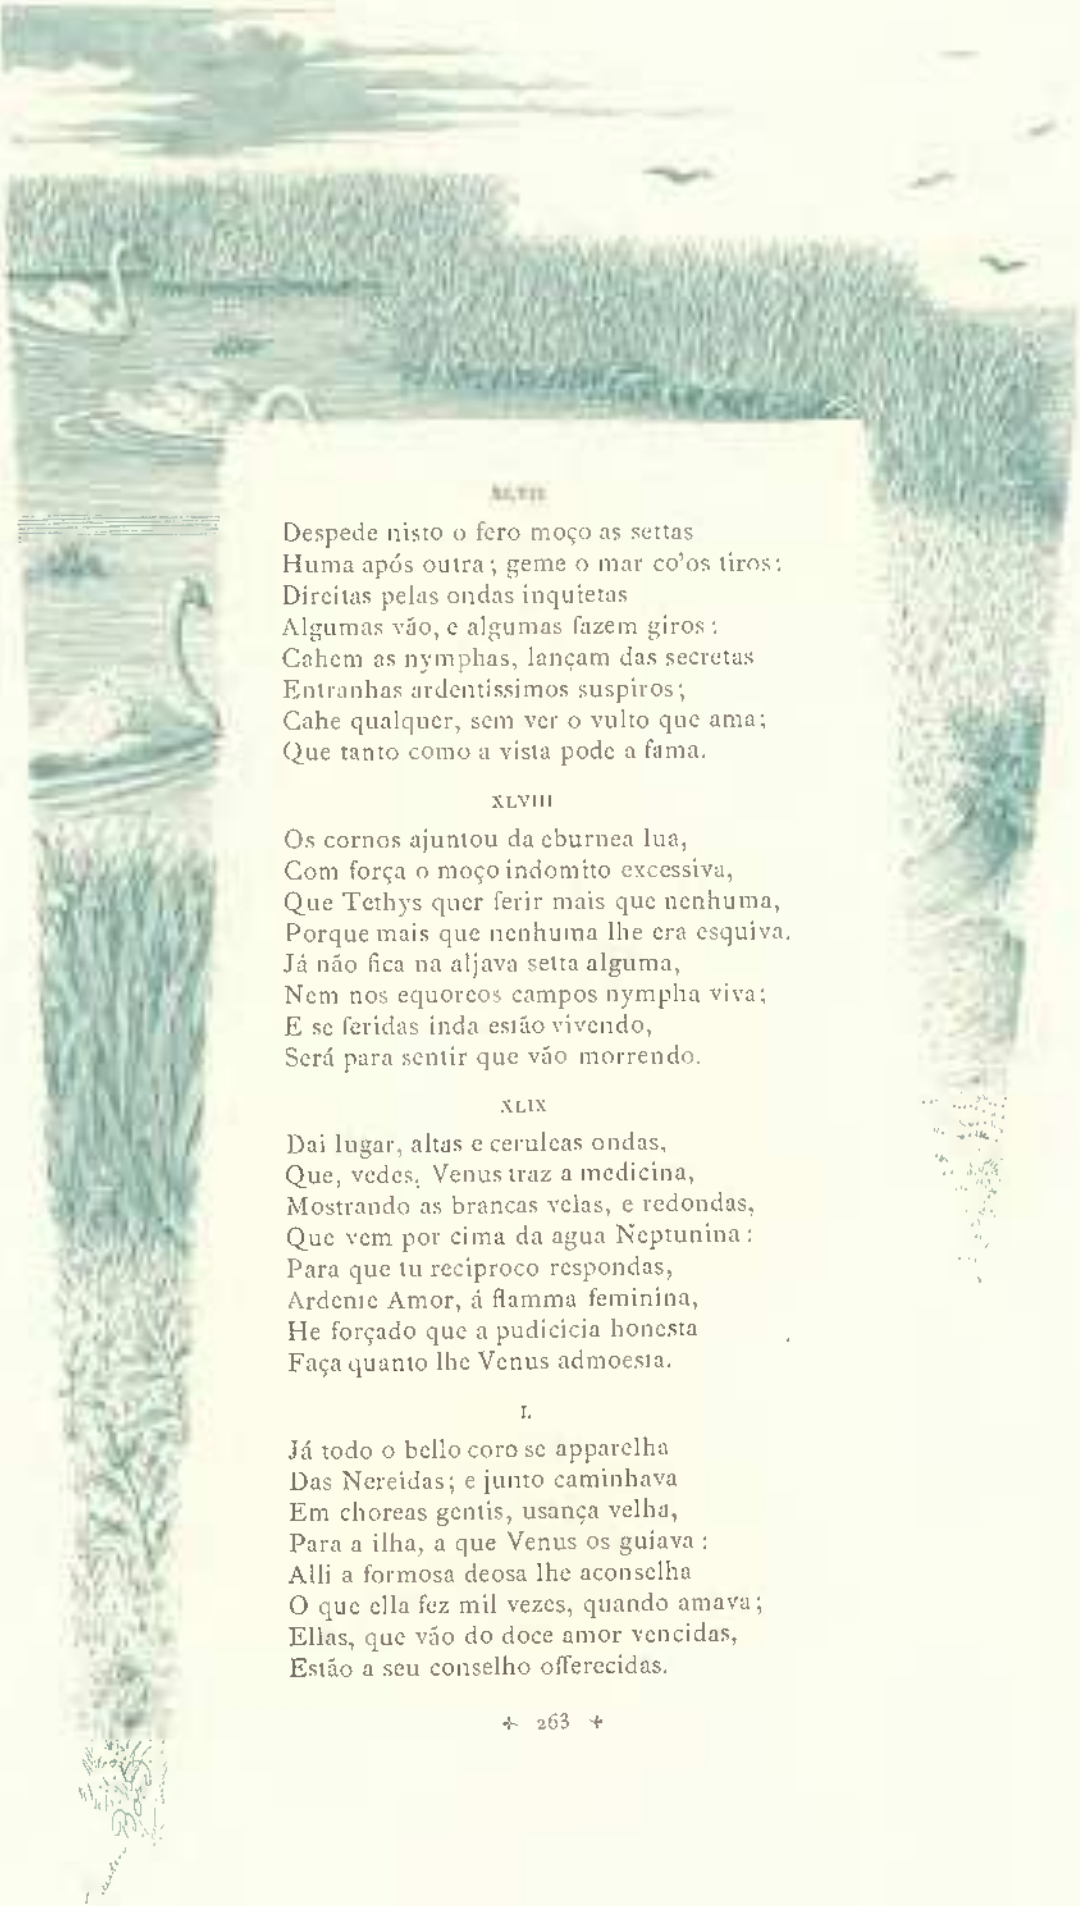 XLVII
Despede nisto o fero moço as settas
Huma após outra; geme o mar co'os tiros:
Direitas pelas ondas inquietas
Algumas vão, e algumas fazem giros:
Cahem as nymphas, lançam das secretas
Entranhas ardentissimos suspiros;
Cahe qualquer, sem ver o vulto que ama;
Que tanto como a vista pode a fama.
XLVIII
Os cornos ajuntou da eburnea lua,
Com força o moço indomito excessiva,
Que Tethys quer ferir mais que nenhuma,
Porque mais que nenhuma lhe era esquiva.
Já não fica na aljava setta alguma,
Nem nos equoreos campos nympha viva;
E se feridas inda estão vivendo,
Será para sentir que vão morrendo.
XLIX
Dai lugar, altas e ceruleas ondas,
Que, vedes, Venus traz a medicina,
Mostrando as brancas velas, e redondas,
Que vem por cima da agua Neptunina:
Para que tu reciproco respondas,
Ardente Amor, á flamma feminina,
He forçado que a pudicicia honesta
Faça quanto lhe Venus admoesta.
L
Já todo o bello coro se apparelha
Das Nereidas; e junto caminhava
Em choreas gentis, usança velha,
Para a ilha, a que Venus os guiava:
Alli a formosa deosa lhe aconselha
O que ella fez mil vezes, quando amava;
Ellas, que vão do doce amor vencidas,
Estão a seu conselho offerecidas.
263